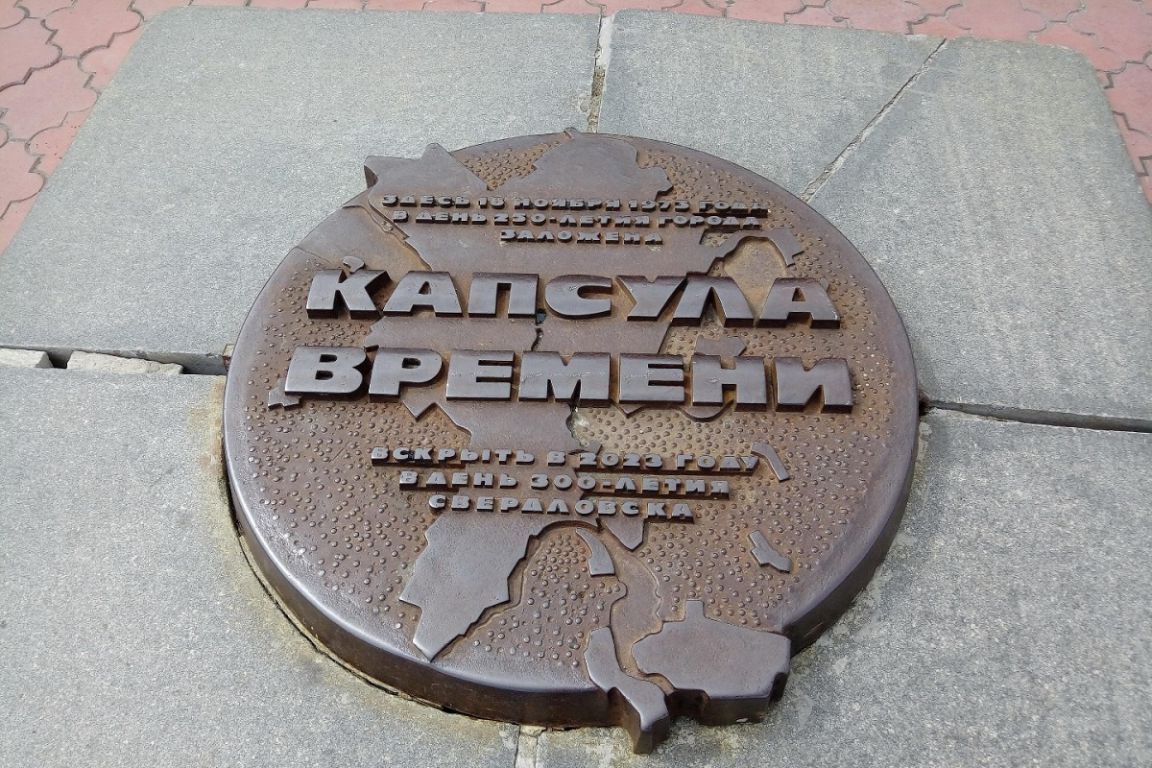 ЗДЕСЬ 18 НОЯБРЯ 1973 ГОДА
В ДЕНЬ 250-ЛЕТИЯ ГОРОДА
ЗАЛОЖЕНА
КАПСУЛА
ВРЕМЕНИ
ВСКРЫТЬ В 2023 ГОДУ
В ДЕНЬ 300-ЛЕТИЯ
СВЕРДЛОВСКА